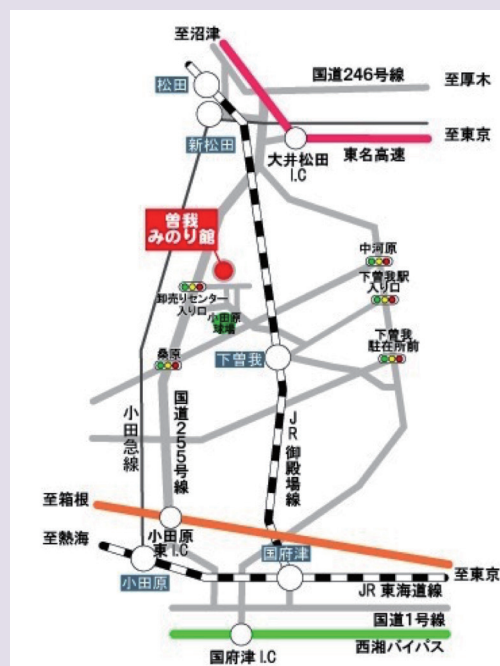 至沼津
国道246号線
至厚木
松田
新松田
大井松田
I.C
東名高速
至東京
曽我
みのり館
中河原
下曽我駅
入り口
卸売りセンター
入り口
小田原
球場
下曽我
駐在所前
桑原
下曽我
小田急線
国道255号線
JR御殿場線
至箱根
小田原
東I.C
至熱海
国府津
小田原
至東京
JR東海道線
国道1号線
西湘バイパス
国府津I.C